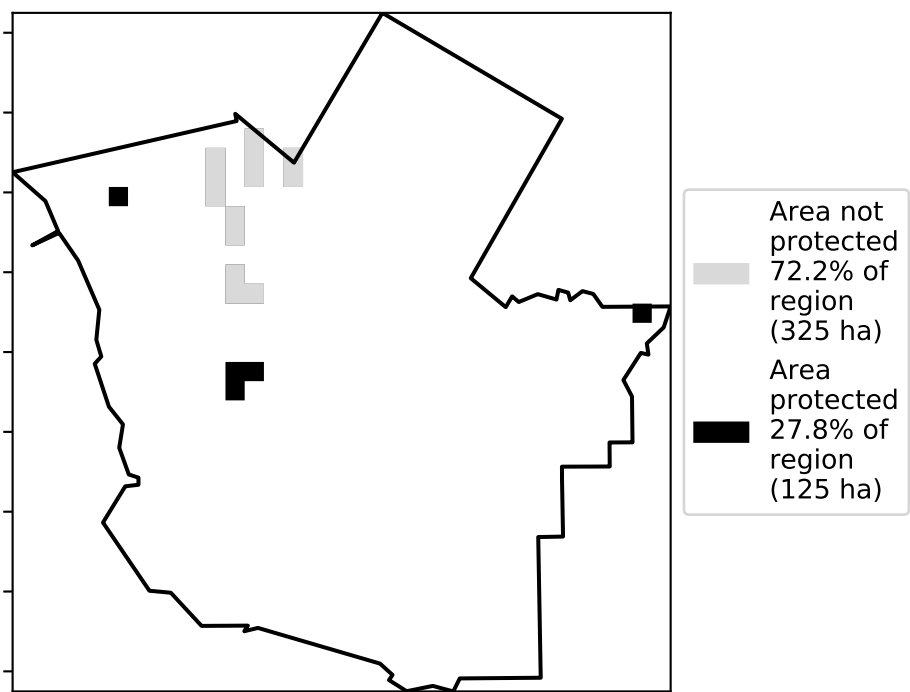 Area not
protected
72.2% of
region
(325 ha)
Area
protected
27.8% of
region
(125 ha)